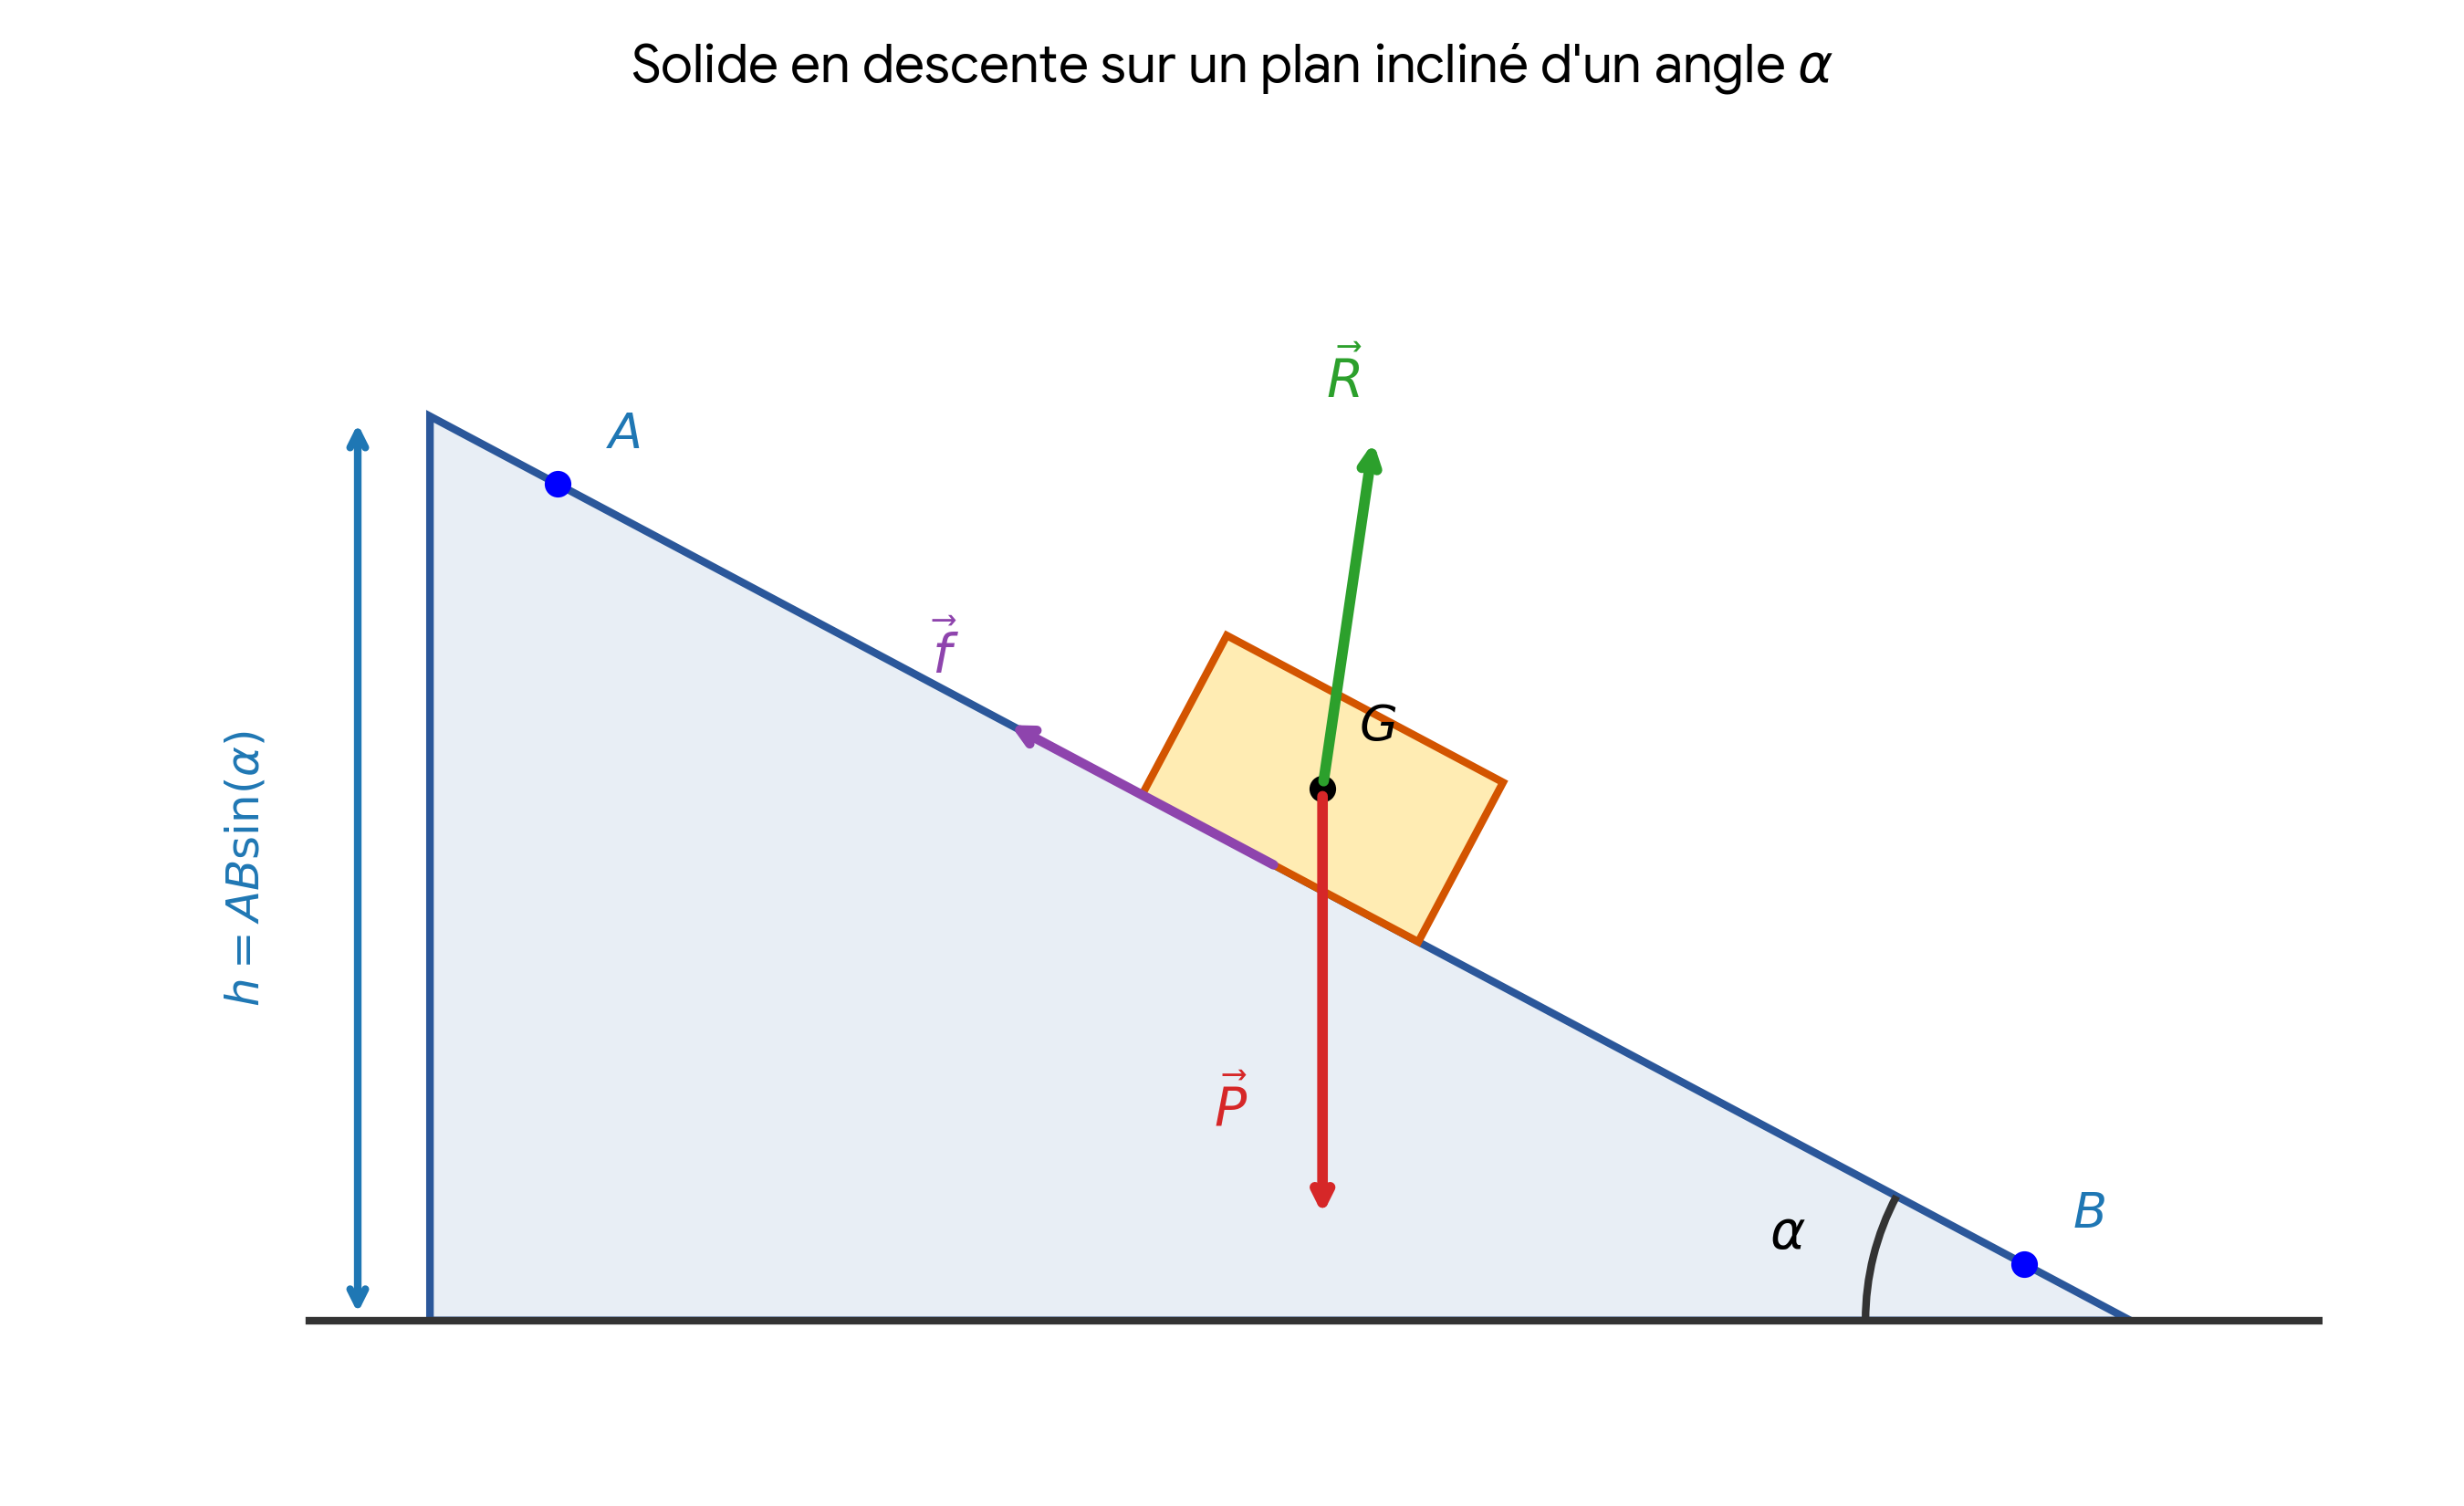 Solide en descente sur un plan incliné d'un angle α
R⃗
A
f⃗
G
h = ABsin(α)
P⃗
B
α